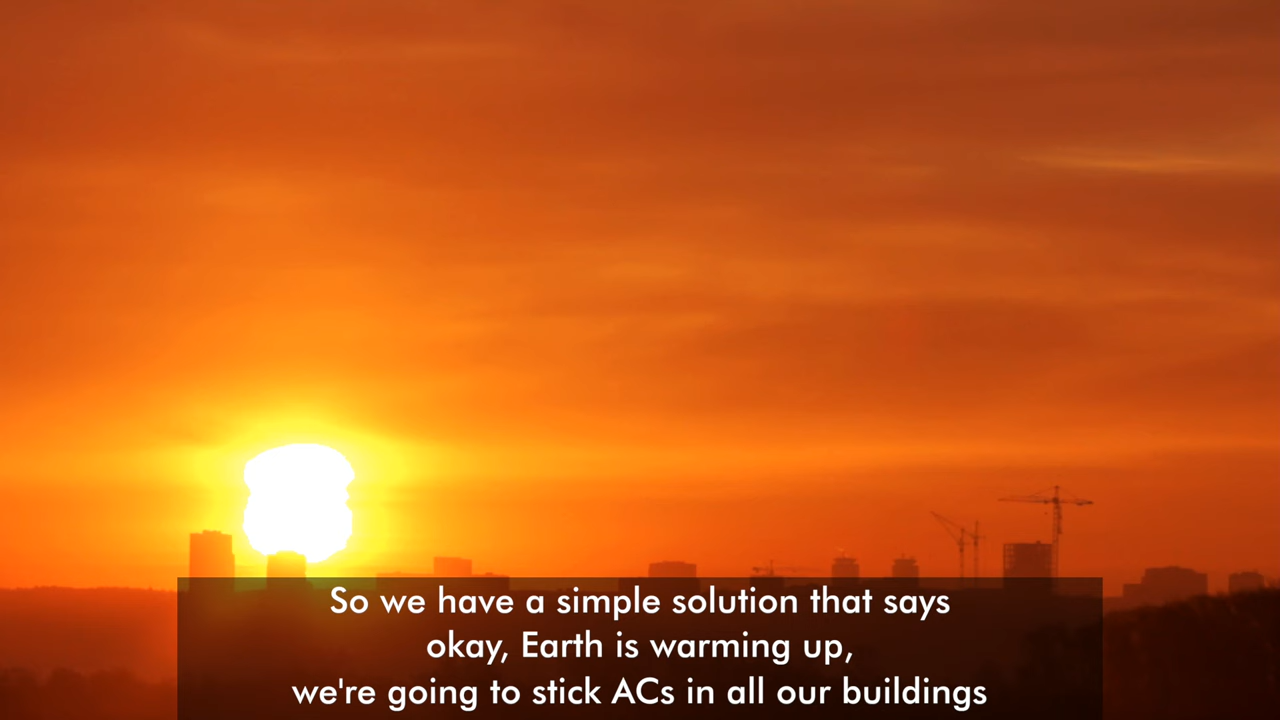 So we have a simple solution that says
okay, Earth is warming up,
we're going to stick ACs in all our buildings